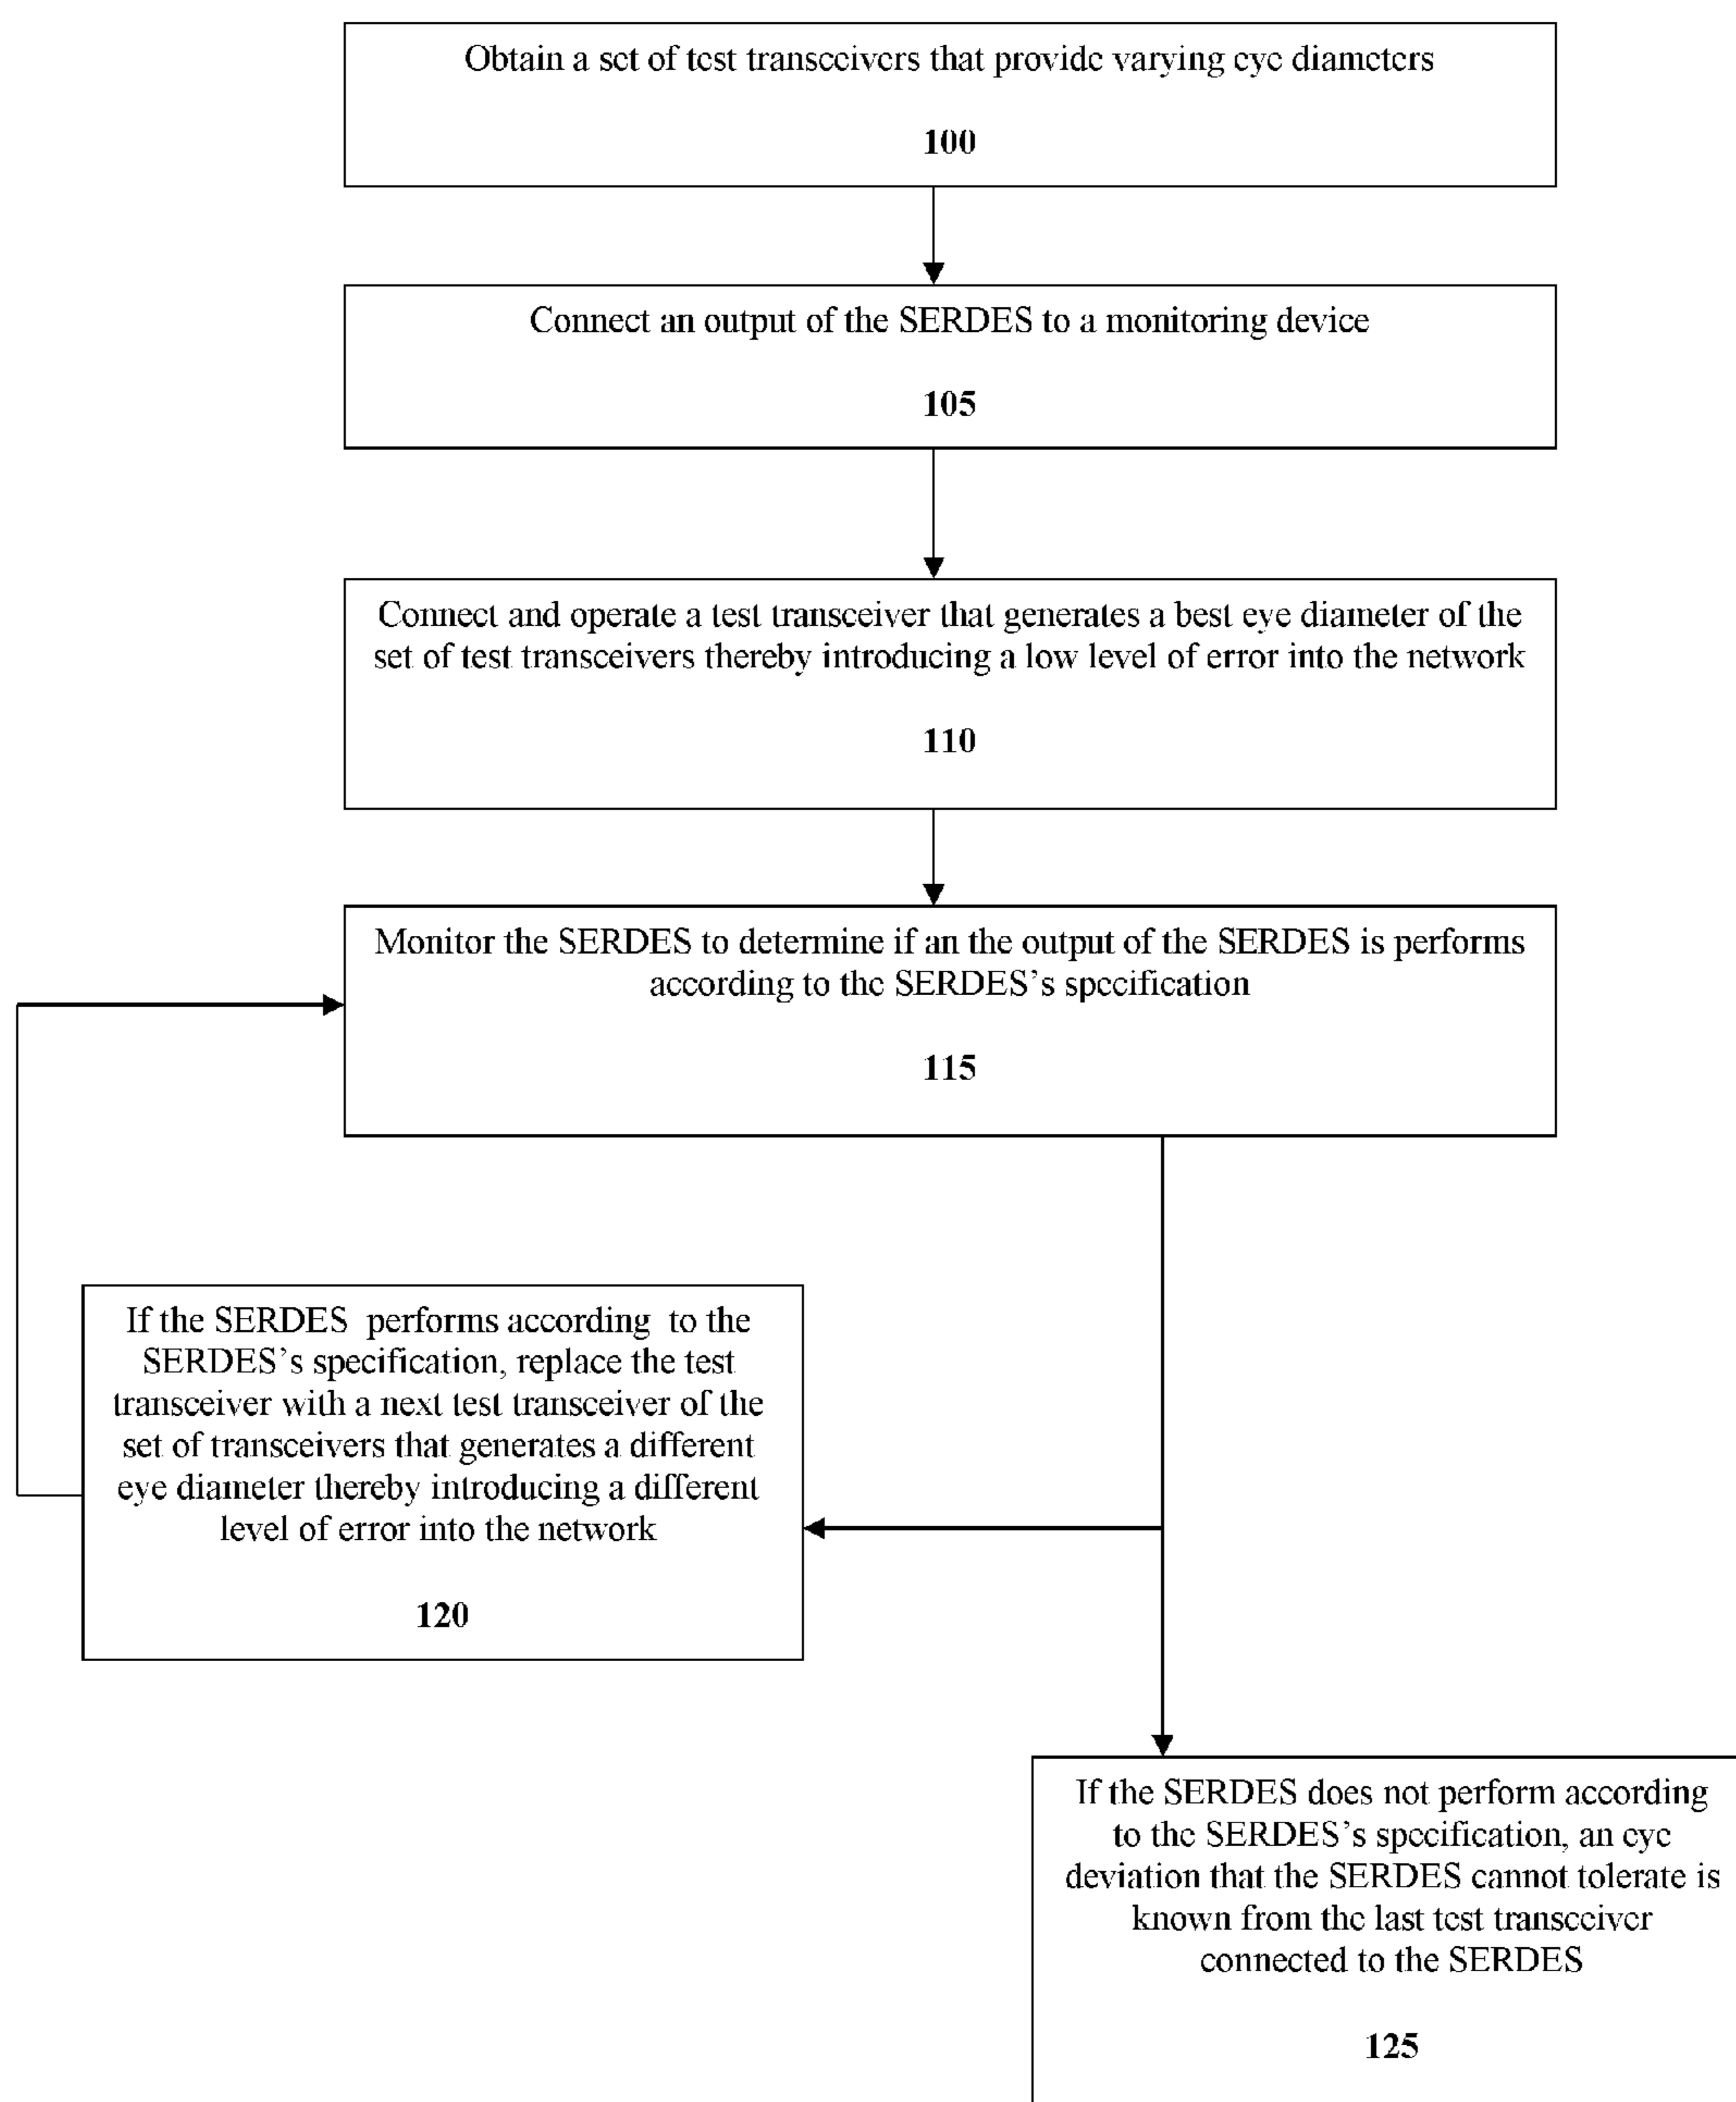 Obtain a set of test transceivers that provide varying eye diameters
100
Connect an output of the SERDES to a monitoring device
105
Connect and operate a test transceiver that generates a best eye diameter of the
set of test transceivers thereby introducing a low level of error into the network
110
Monitor the SERDES to determine if an the output of the SERDES is performs
according to the SERDES's specification
115
If the SERDES performs according to the
SERDES's specification, replace the test
transceiver with a next test transceiver of the
set of transceivers that generates a different
eye diameter thereby introducing a different
level of error into the network
120
If the SERDES does not perform according
to the SERDES's specification, an eye
deviation that the SERDES cannot tolerate is
known from the last test transceiver
connected to the SERDES
125